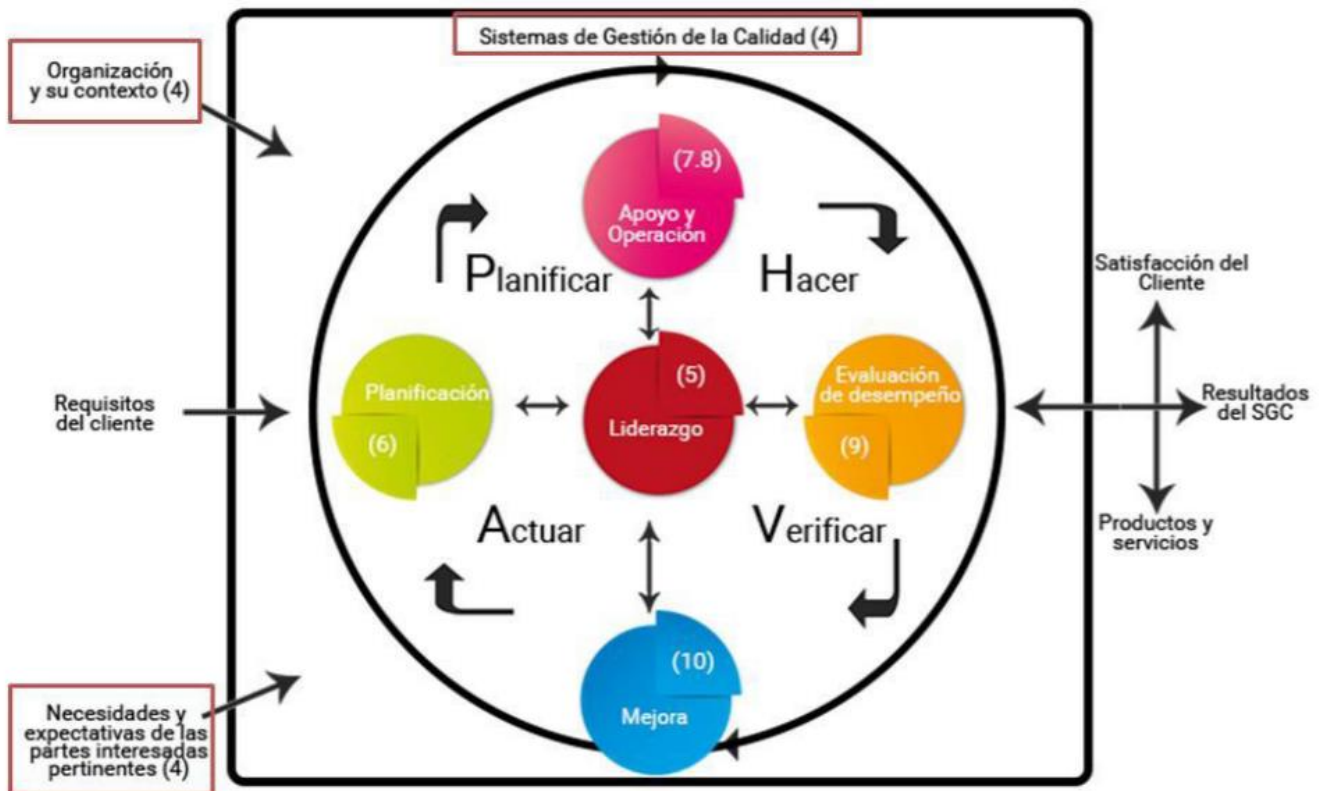 Sistemas de Gestión de la Calidad (4)
Organización
y su contexto (4)
(7.8)
Apoyo y
Operación
Planificar
Hacer
Satisfacción del
Cliente
Planificación
(6)
(5)
Liderazgo
Evaluación
de desempeño
(9)
Requisitos
del cliente
Resultados
del SGC
Actuar
Verificar
Productos y
servicios
(10)
Mejora
Necesidades y
expectativas de las
partes interesadas
pertinentes (4)